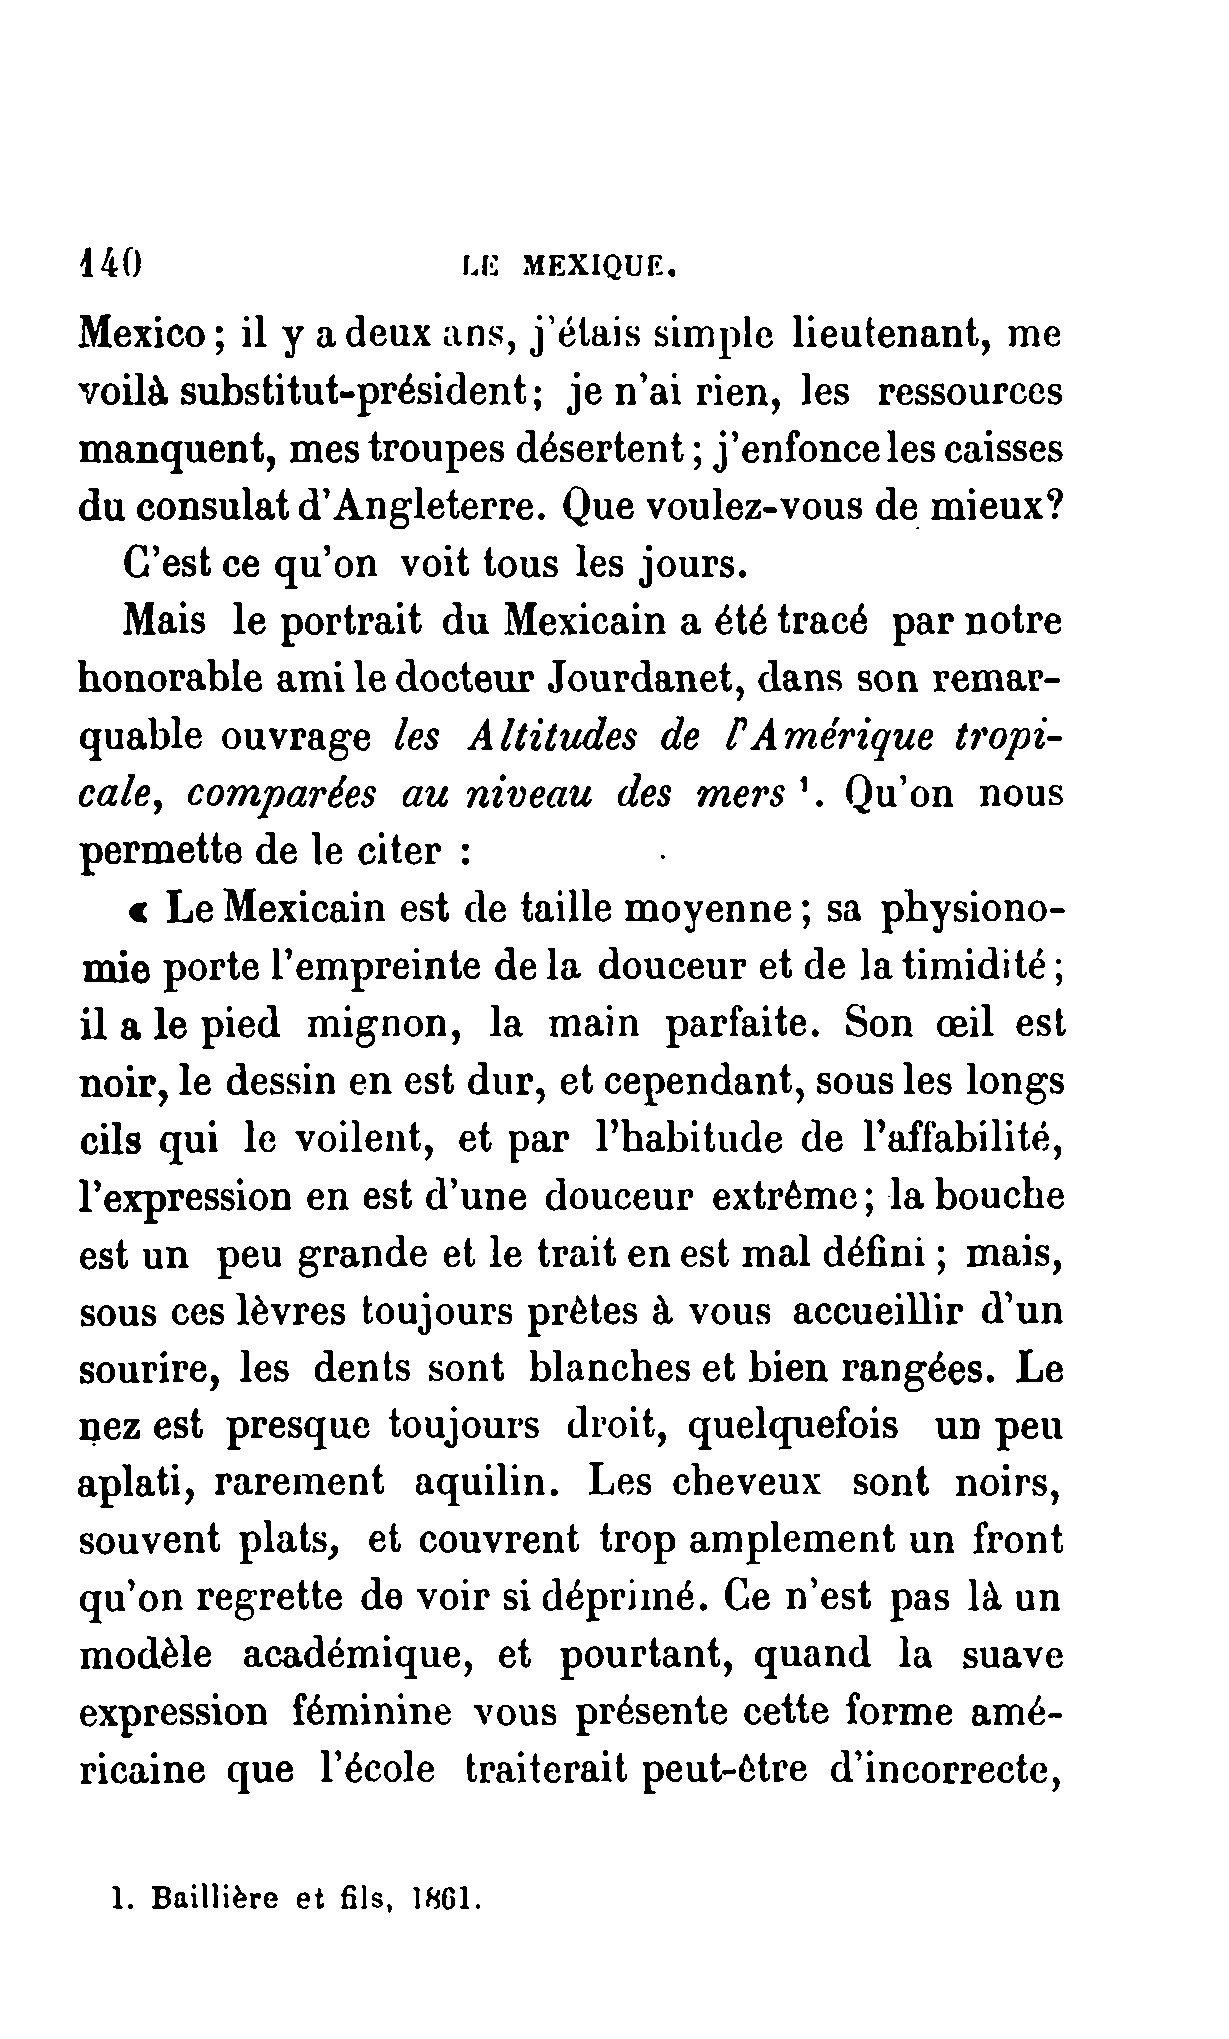 140 LE MEXIQUE.
Mexico ; il y a deux ans, j'étais simple lieutenant, me
voilà substitut-président ; je n'ai rien, les ressources
manquent, mes troupes désertent ; j'enfonce les caisses
du consulat d'Angleterre. Que voulez-vous de mieux?
C'est ce qu'on voit tous les jours.
Mais le portrait du Mexicain a été tracé par notre
honorable ami le docteur Jourdanet, dans son remar-
quable ouvrage les Altitudes de l'Amérique tropi-
cale, comparées au niveau des mers ¹. Qu'on nous
permette de le citer :
« Le Mexicain est de taille moyenne ; sa physiono-
mie porte l'empreinte de la douceur et de la timidité ;
il a le pied mignon, la main parfaite. Son œil est
noir, le dessin en est dur, et cependant, sous les longs
cils qui le voilent, et par l'habitude de l'affabilité,
l'expression en est d'une douceur extrême ; la bouche
est un peu grande et le trait en est mal défini ; mais,
sous ces lèvres toujours prêtes à vous accueillir d'un
sourire, les dents sont blanches et bien rangées. Le
nez est presque toujours droit, quelquefois un peu
aplati, rarement aquilin. Les cheveux sont noirs,
souvent plats, et couvrent trop amplement un front
qu'on regrette de voir si déprimé. Ce n'est pas là un
modèle académique, et pourtant, quand la suave
expression féminine vous présente cette forme amé-
ricaine que l'école traiterait peut-être d'incorrecte,
1. Baillière et fils, 1861.